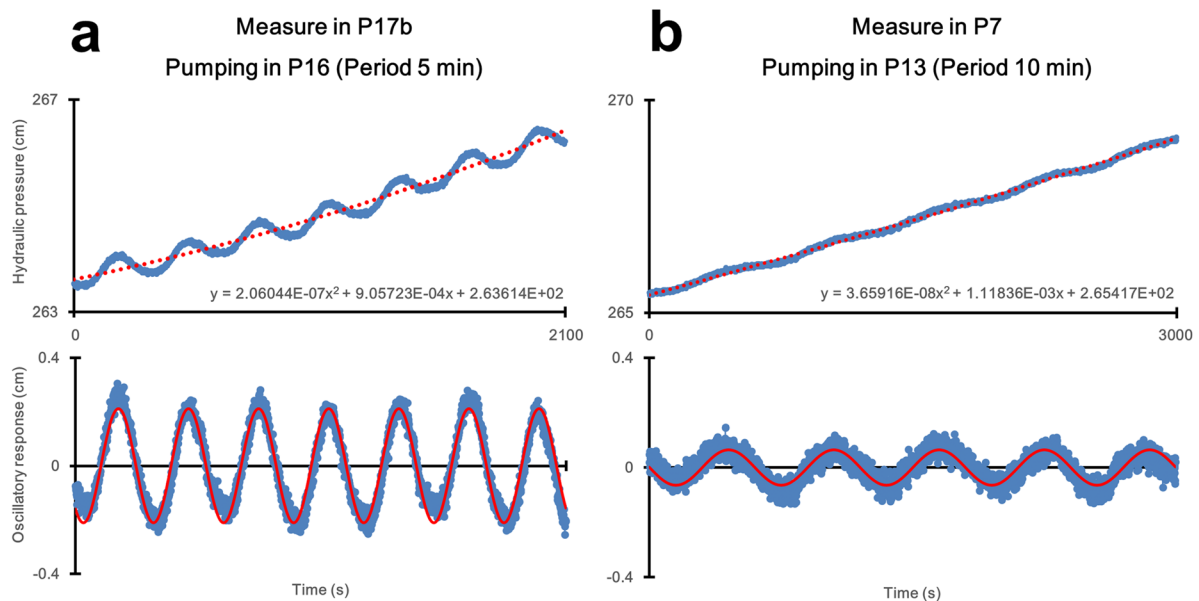 a
Measure in P17b
Pumping in P16 (Period 5 min)
267
Hydraulic pressure (cm)
y = 2.06044E-07x² + 9.05723E-04x + 2.63614E+02
263
0
2100
0.4
Oscillatory response (cm)
0
-0.4
Time (s)
b
Measure in P7
Pumping in P13 (Period 10 min)
270
y = 3.65916E-08x² + 1.11836E-03x + 2.65417E+02
265
0
3000
0.4
0
-0.4
Time (s)